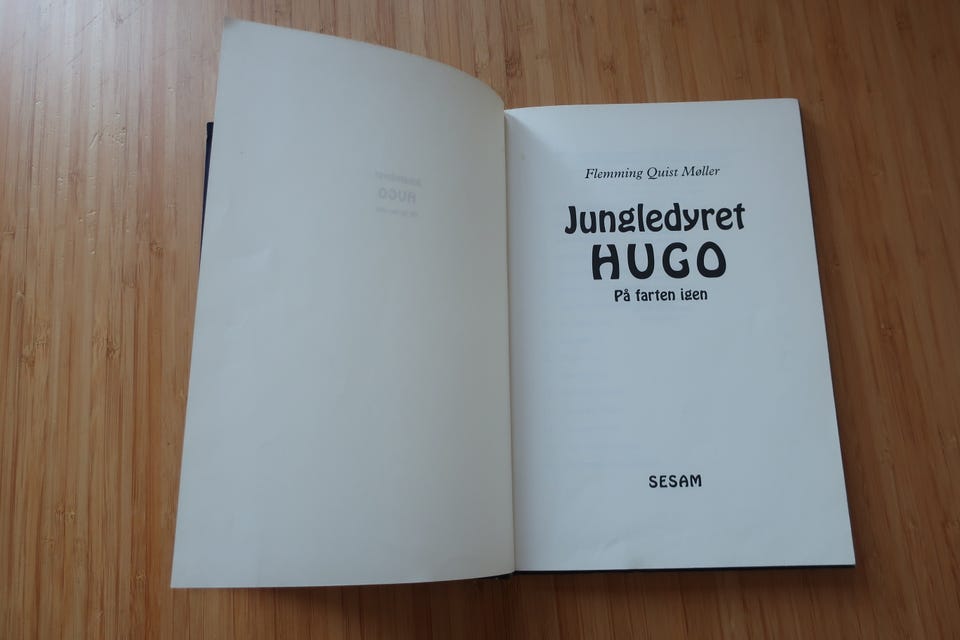 Flemming Quist Møller
Jungledyret
HUGO
På farten igen
SESAM